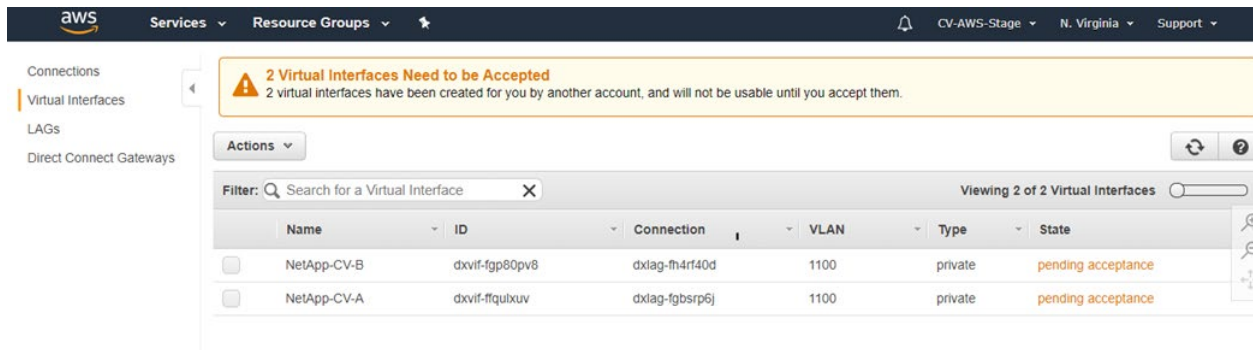 aws Services Resource Groups CV-AWS-Stage N. Virginia Support
Connections
Virtual Interfaces
LAGs
Direct Connect Gateways
2 Virtual Interfaces Need to be Accepted
2 virtual interfaces have been created for you by another account, and will not be usable until you accept them.
Actions
Filter: Search for a Virtual Interface Viewing 2 of 2 Virtual Interfaces
Name ID Connection VLAN Type State
NetApp-CV-B dxvif-fgp80pv8 dxlag-fh4rf40d 1100 private pending acceptance
NetApp-CV-A dxvif-ffqulxuv dxlag-fgbsrp6j 1100 private pending acceptance